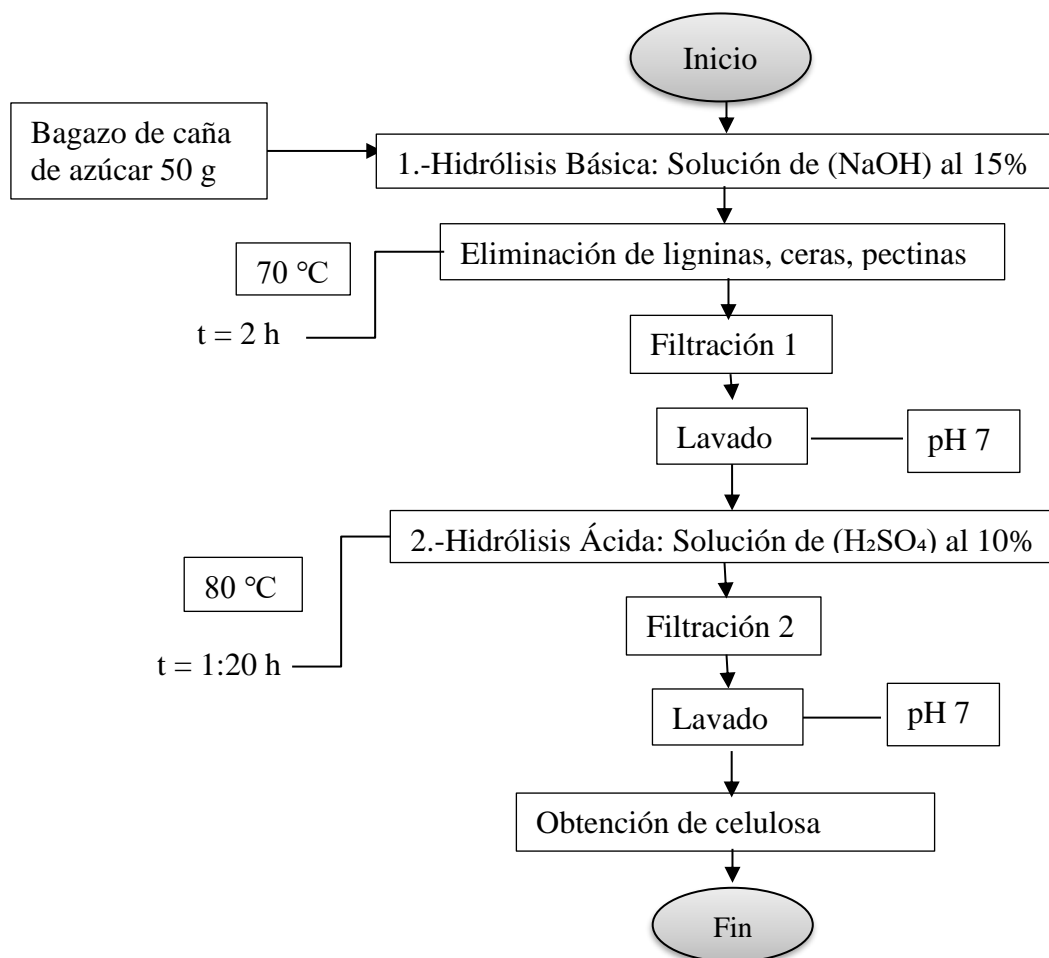 Inicio
Bagazo de caña
de azúcar 50 g
1.-Hidrólisis Básica: Solución de (NaOH) al 15%
Eliminación de ligninas, ceras, pectinas
70 °C
t = 2 h
Filtración 1
Lavado
pH 7
2.-Hidrólisis Ácida: Solución de (H₂SO₄) al 10%
80 °C
t = 1:20 h
Filtración 2
Lavado
pH 7
Obtención de celulosa
Fin